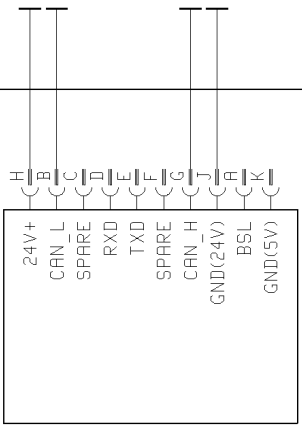 H
B
C
D
E
F
G
J
A
K
24V+
CAN_L
SPARE
RXD
TXD
SPARE
CAN_H
GND(24V)
BSL
GND(5V)